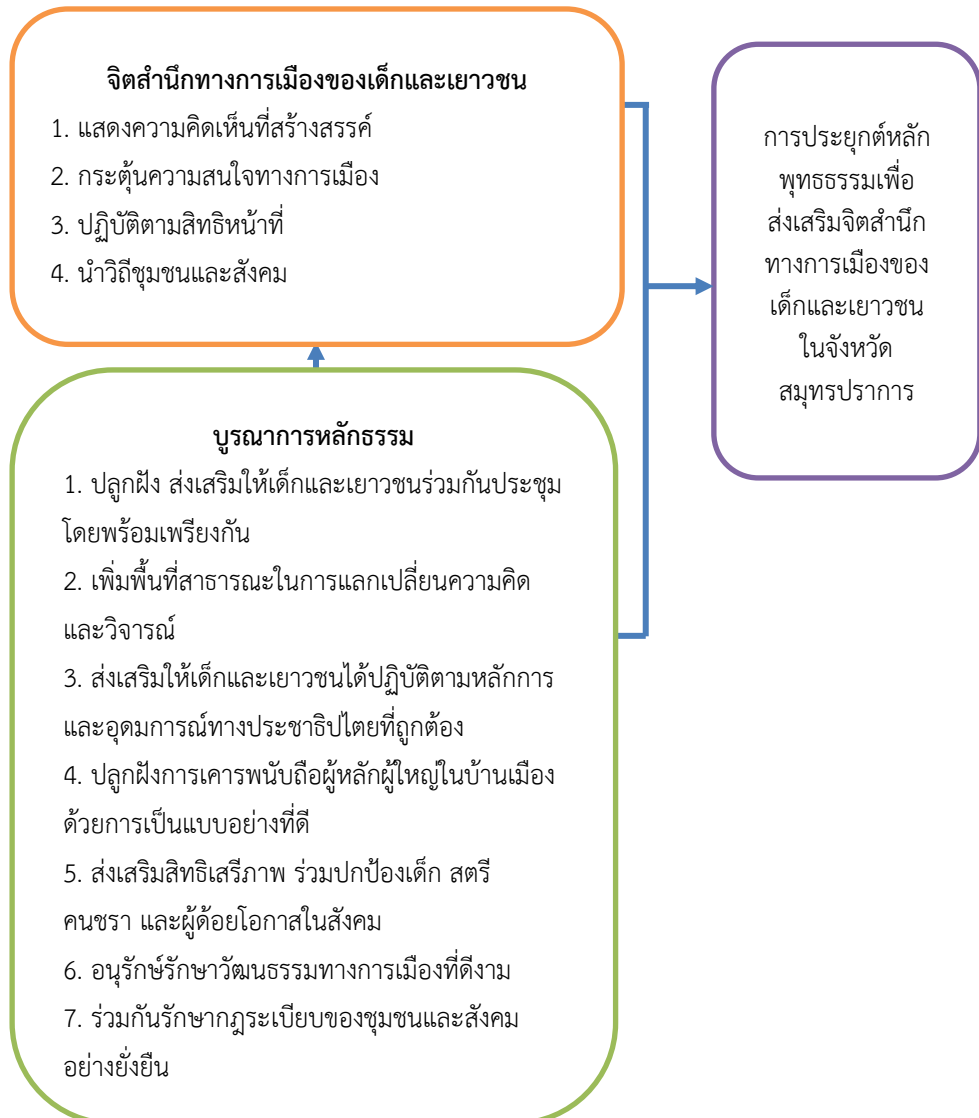 จิตสำนึกทางการเมืองของเด็กและเยาวชน
1. แสดงความคิดเห็นที่สร้างสรรค์
2. กระตุ้นความสนใจทางการเมือง
3. ปฏิบัติตามสิทธิหน้าที่
4. นำวิถีชุมชนและสังคม
บูรณาการหลักธรรม
1. ปลูกฝัง ส่งเสริมให้เด็กและเยาวชนร่วมกันประชุม
โดยพร้อมเพรียงกัน
2. เพิ่มพื้นที่สาธารณะในการแลกเปลี่ยนความคิด
และวิจารณ์
3. ส่งเสริมให้เด็กและเยาวชนได้ปฏิบัติตามหลักการ
และอุดมการณ์ทางประชาธิปไตยที่ถูกต้อง
4. ปลูกฝังการเคารพนับถือผู้หลักผู้ใหญ่ในบ้านเมือง
ด้วยการเป็นแบบอย่างที่ดี
5. ส่งเสริมสิทธิเสรีภาพ ร่วมปกป้องเด็ก สตรี
คนชรา และผู้ด้อยโอกาสในสังคม
6. อนุรักษ์รักษาวัฒนธรรมทางการเมืองที่ดีงาม
7. ร่วมกันรักษากฎระเบียบของชุมชนและสังคม
อย่างยั่งยืน
การประยุกต์หลัก
พุทธธรรมเพื่อ
ส่งเสริมจิตสำนึก
ทางการเมืองของ
เด็กและเยาวชน
ในจังหวัด
สมุทรปราการ